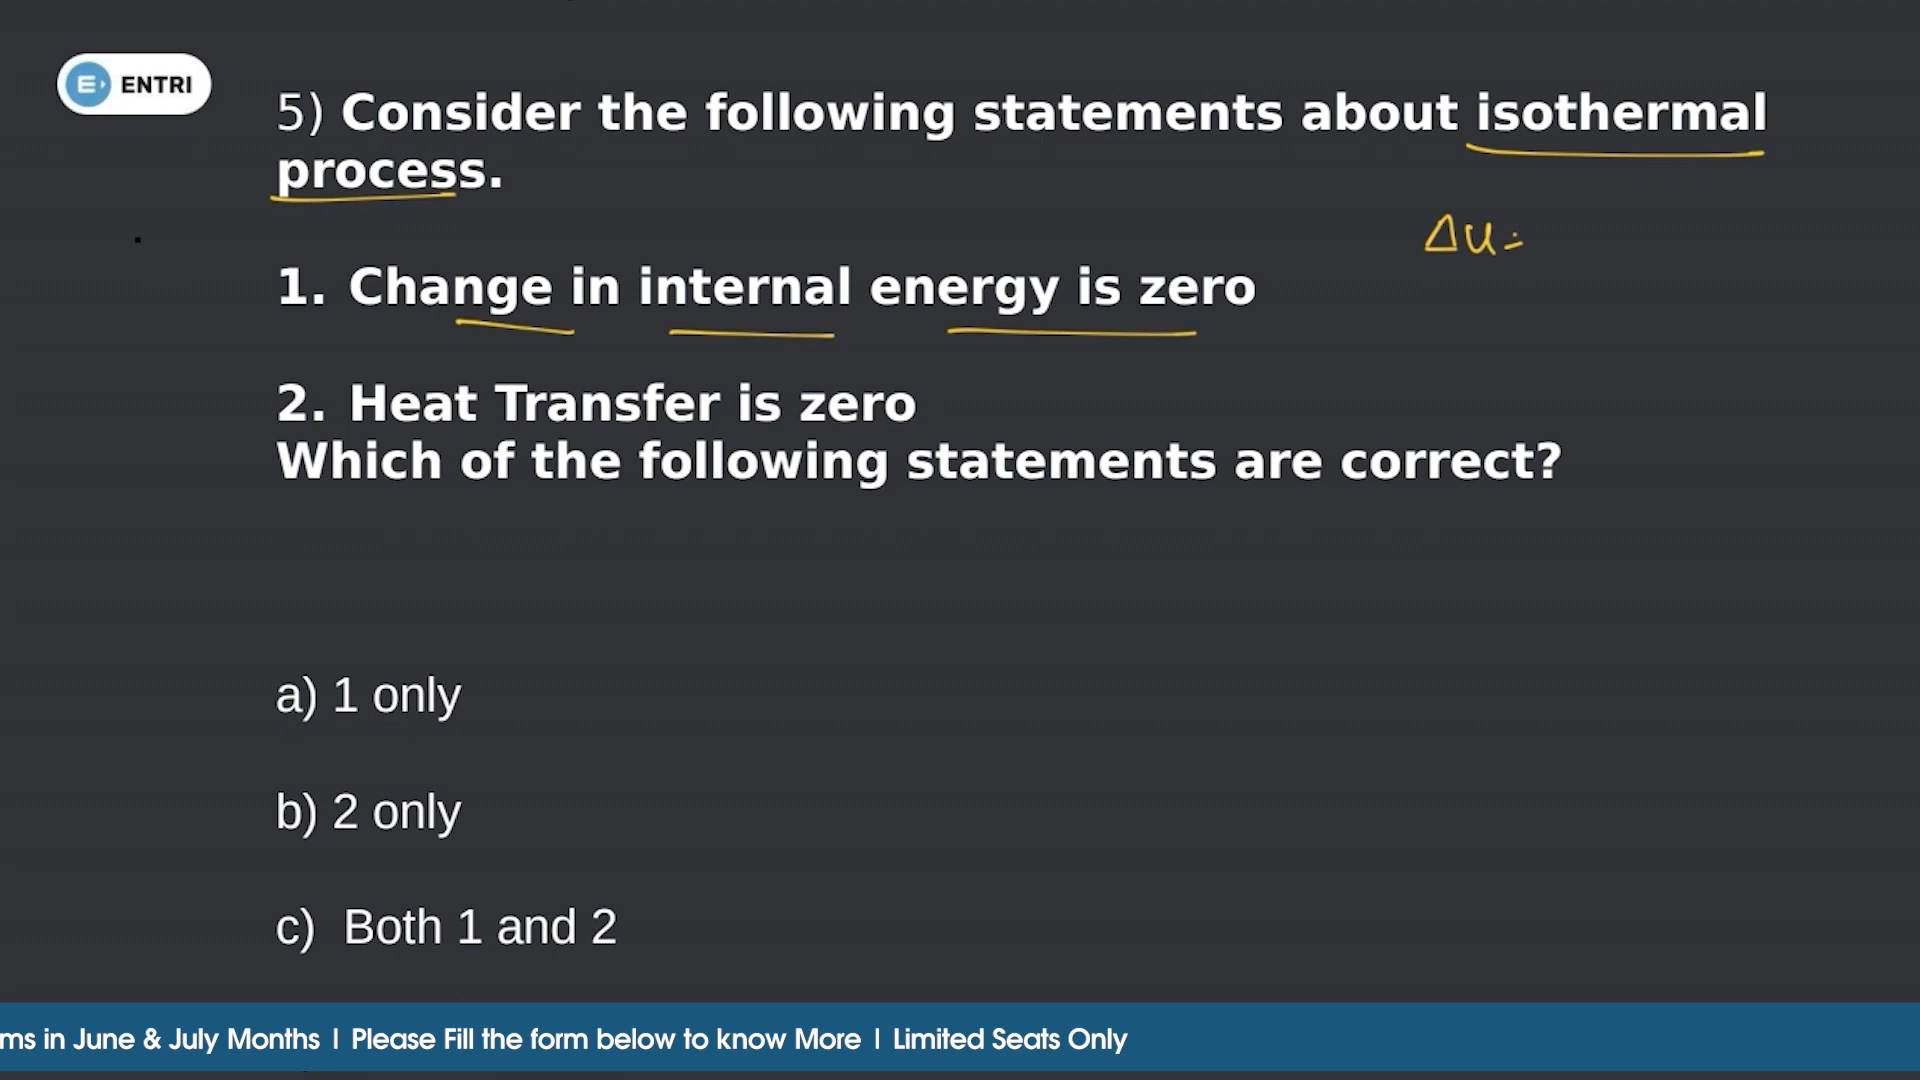 ENTRI
5) Consider the following statements about isothermal
process.
Δu=
1. Change in internal energy is zero
2. Heat Transfer is zero
Which of the following statements are correct?
a) 1 only
b) 2 only
c) Both 1 and 2
ms in June & July Months | Please Fill the form below to know More | Limited Seats Only